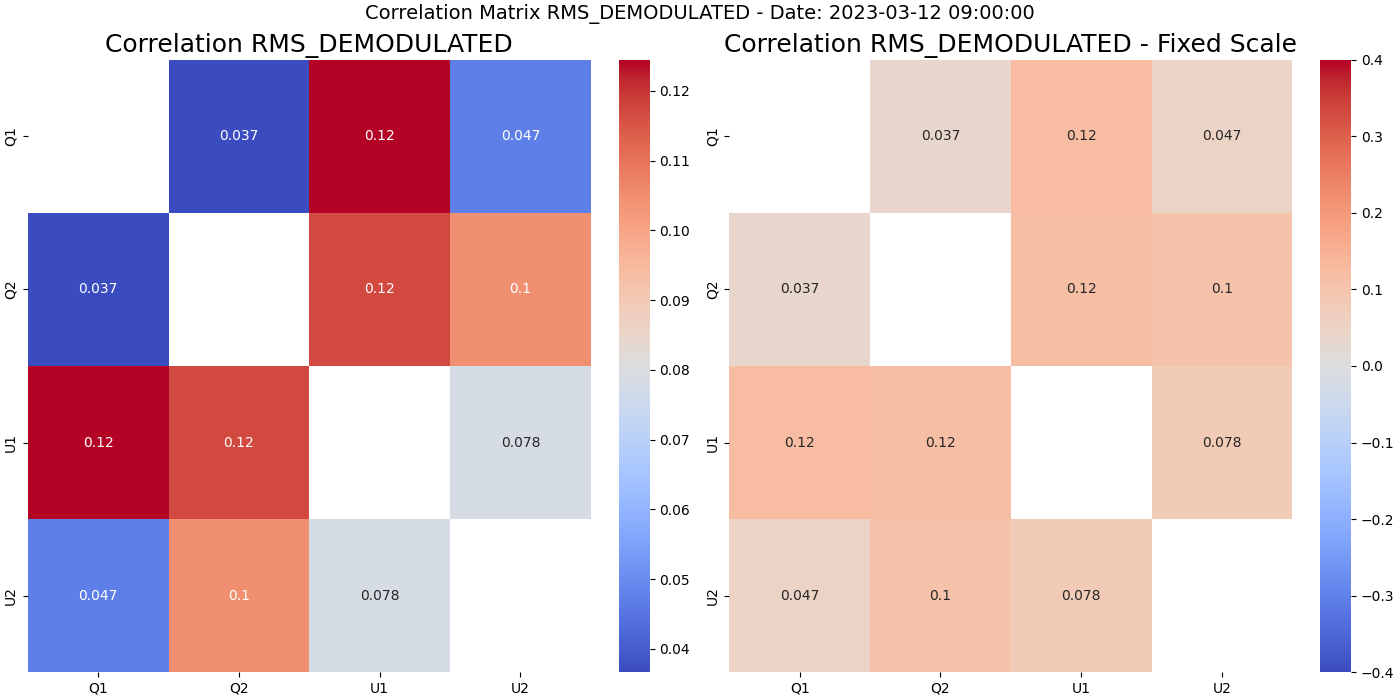 Correlation Matrix RMS_DEMODULATED - Date: 2023-03-12 09:00:00
Correlation RMS_DEMODULATED
Q1
0.037
0.12
0.047
Q2
0.037
0.12
0.1
U1
0.12
0.12
0.078
U2
0.047
0.1
0.078
Q1
Q2
U1
U2
0.12
0.11
0.10
0.09
0.08
0.07
0.06
0.05
0.04
Correlation RMS_DEMODULATED - Fixed Scale
Q1
0.037
0.12
0.047
Q2
0.037
0.12
0.1
U1
0.12
0.12
0.078
U2
0.047
0.1
0.078
Q1
Q2
U1
U2
0.4
0.3
0.2
0.1
0.0
−0.1
−0.2
−0.3
−0.4